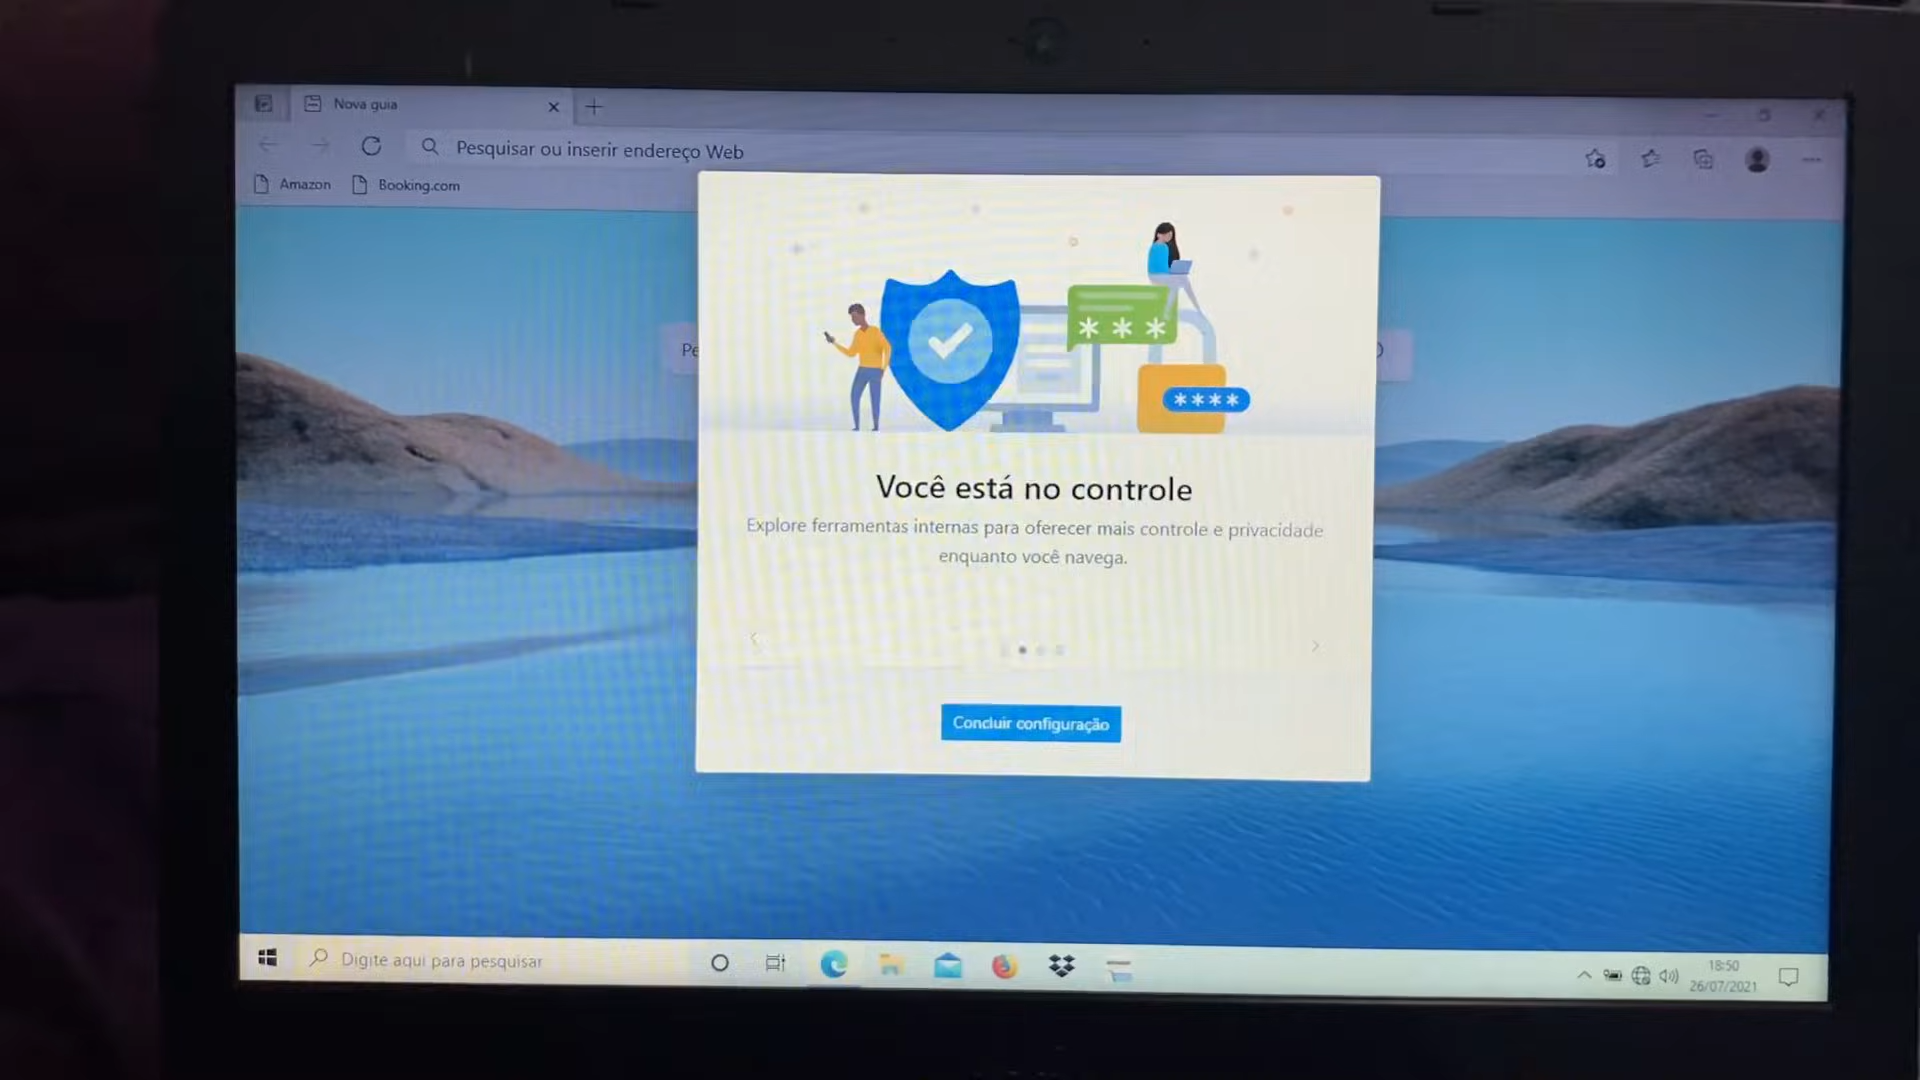 Nova guia
Pesquisar ou inserir endereço Web
Amazon
Booking.com
Pe
* * *
****
Você está no controle
Explore ferramentas internas para oferecer mais controle e privacidade
enquanto você navega.
Concluir configuração
Digite aqui para pesquisar
18:50
26/07/2021